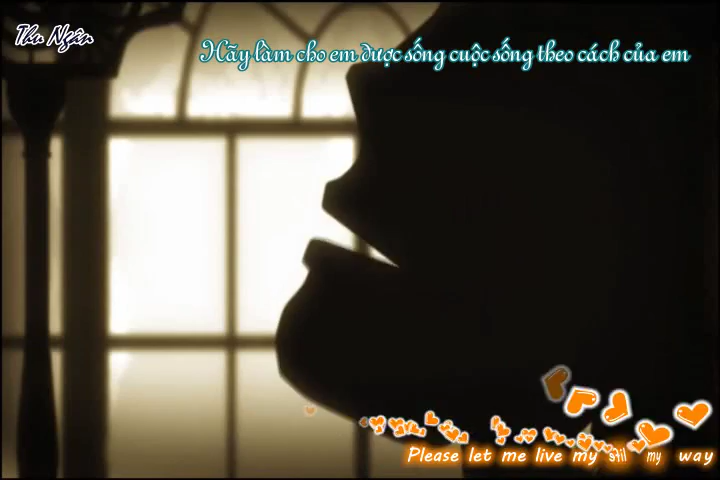 Thu Ngân
Hãy làm cho em được sống cuộc sống theo cách của em
Please let me live my my way